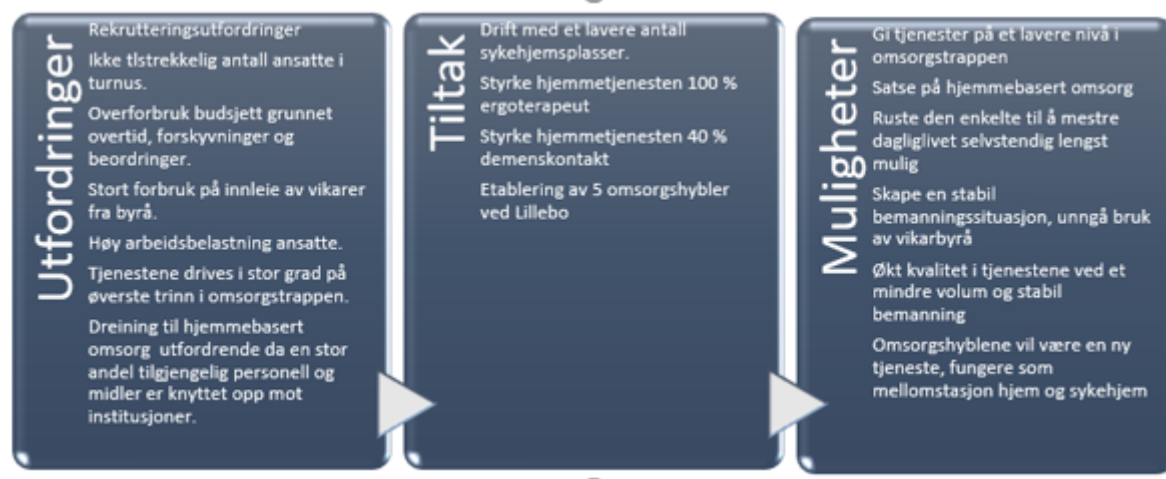 Utfordringer
Rekrutteringsutfordringer
Ikke tlstrekkelig antall ansatte i
turnus.
Overforbruk budsjett grunnet
overtid, forskyvninger og
beordringer.
Stort forbruk på innleie av vikarer
fra byrå.
Høy arbeidsbelastning ansatte.
Tjenestene drives i stor grad på
øverste trinn i omsorgstrappen.
Dreining til hjemmebasert
omsorg utfordrende da en stor
andel tilgjengelig personell og
midler er knyttet opp mot
institusjoner.
Tiltak
Drift med et lavere antall
sykehjemsplasser.
Styrke hjemmetjenesten 100 %
ergoterapeut
Styrke hjemmetjenesten 40 %
demenskontakt
Etablering av 5 omsorgshybler
ved Lillebo
Muligheter
Gi tjenester på et lavere nivå i
omsorgstrappen
Satse på hjemmebasert omsorg
Ruste den enkelte til å mestre
dagliglivet selvstendig lengst
mulig
Skape en stabil
bemanningssituasjon, unngå bruk
av vikarbyrå
Økt kvalitet i tjenestene ved et
mindre volum og stabil
bemanning
Omsorgshyblene vil være en ny
tjeneste, fungere som
mellomstasjon hjem og sykehjem